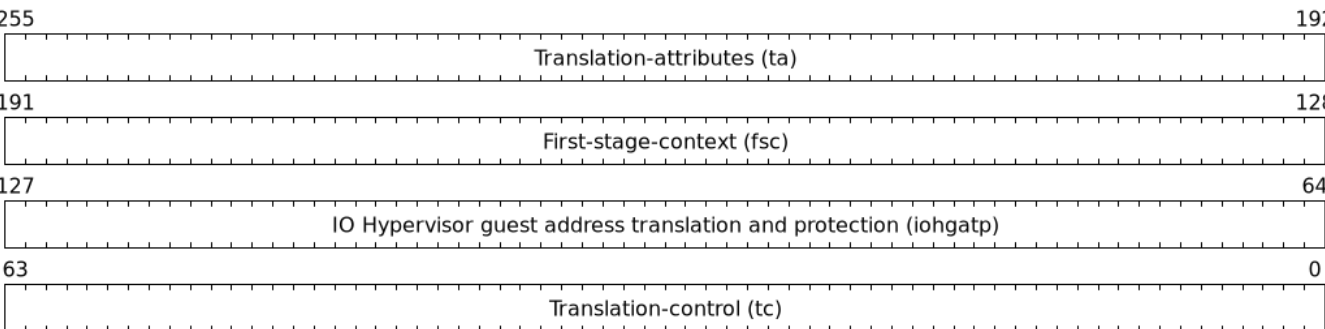 255 192
Translation-attributes (ta)
191 128
First-stage-context (fsc)
127 64
IO Hypervisor guest address translation and protection (iohgatp)
63 0
Translation-control (tc)